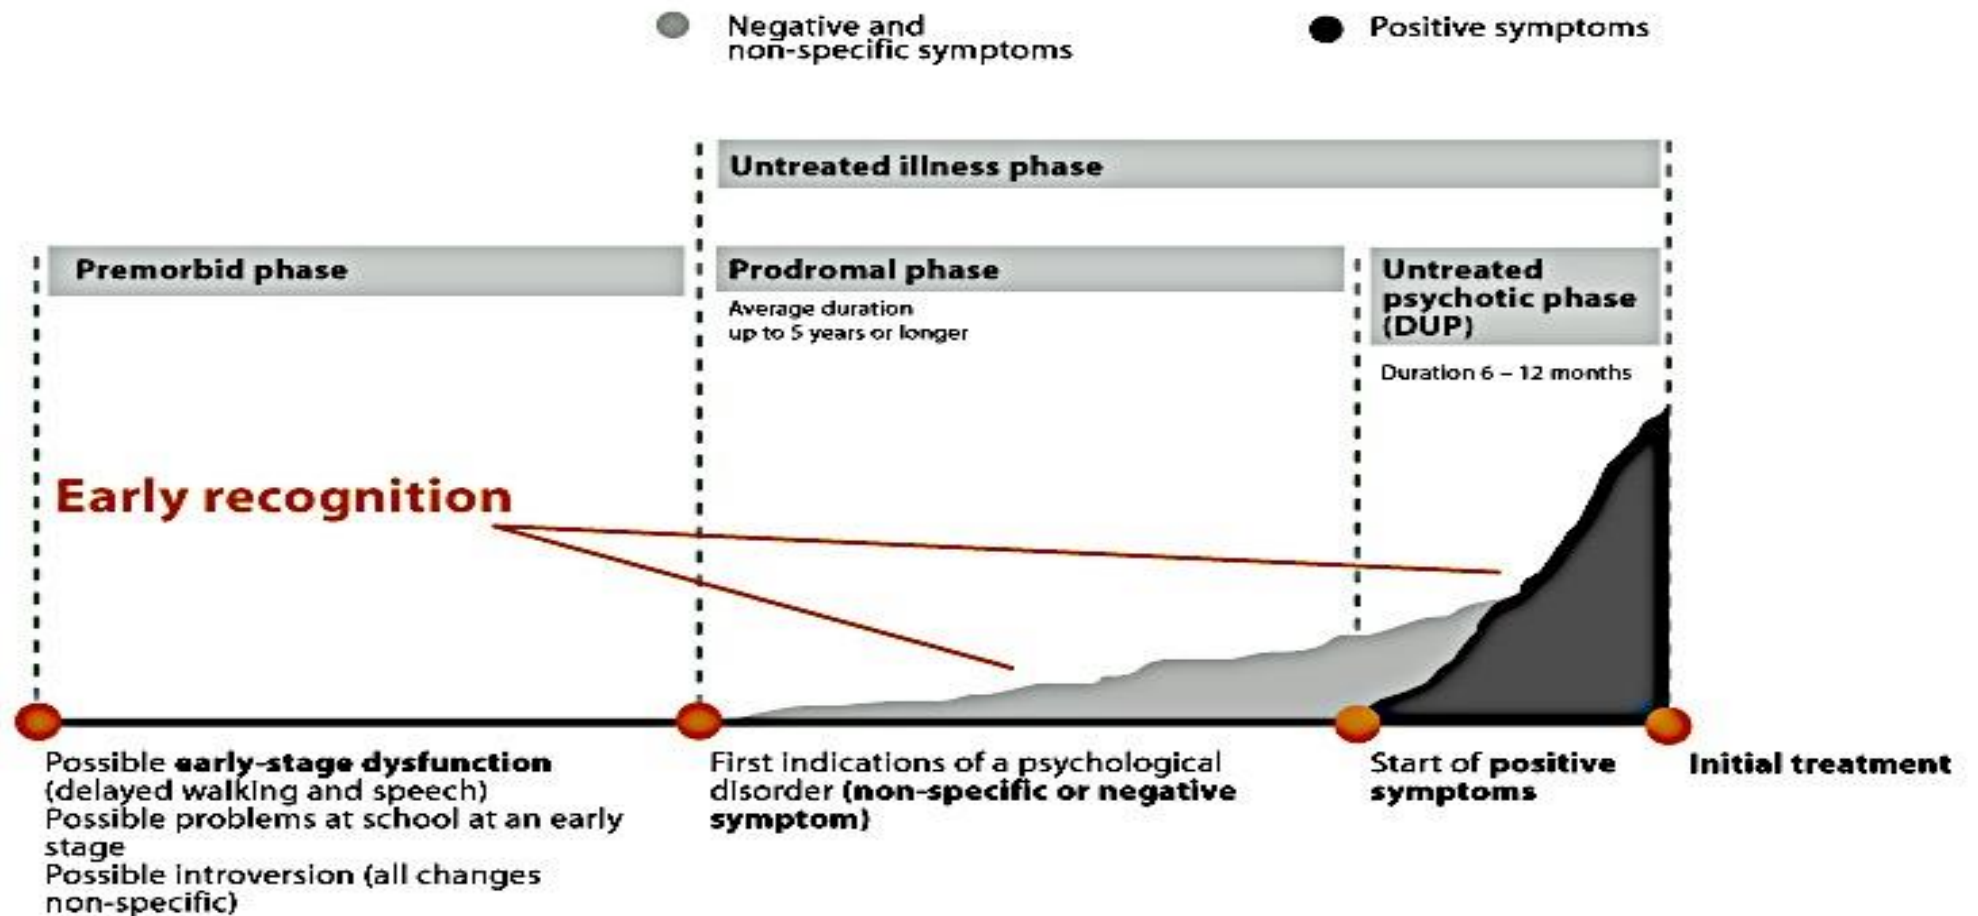 Negative and
non-specific symptoms
Positive symptoms
Untreated illness phase
Premorbid phase
Prodromal phase
Average duration
up to 5 years or longer
Untreated
psychotic phase
(DUP)
Duration 6 – 12 months
Early recognition
Possible early-stage dysfunction
(delayed walking and speech)
Possible problems at school at an early
stage
Possible introversion (all changes
non-specific)
First indications of a psychological
disorder (non-specific or negative
symptom)
Start of positive
symptoms
Initial treatment